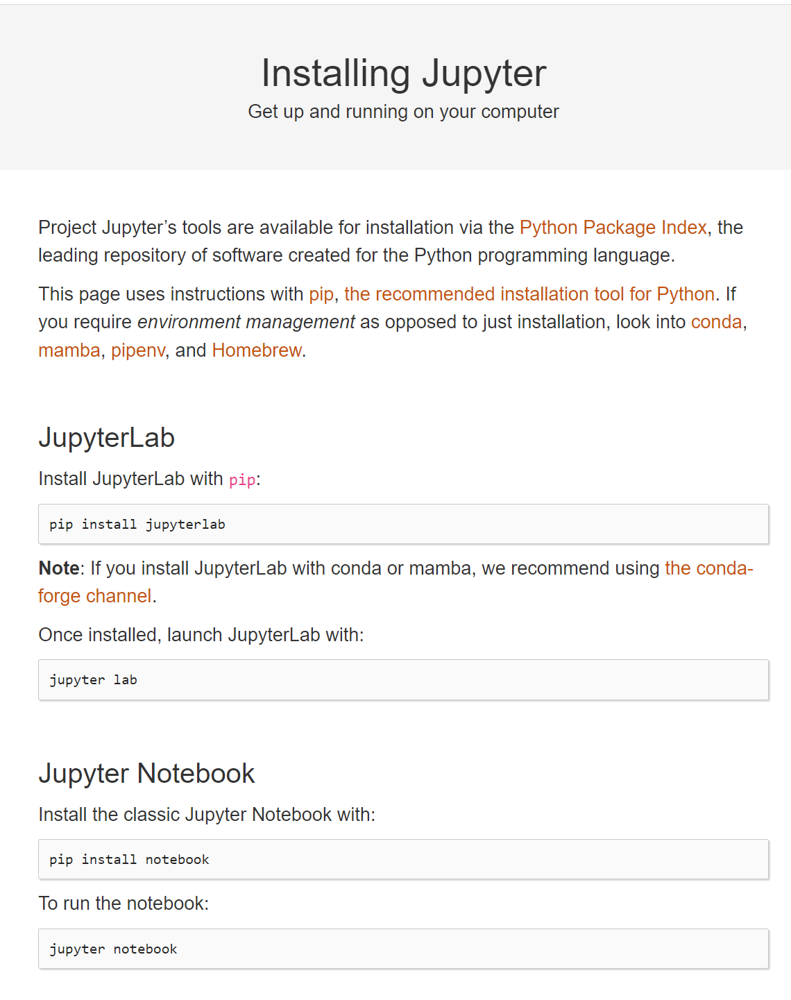 Installing Jupyter
Get up and running on your computer
Project Jupyter’s tools are available for installation via the Python Package Index, the
leading repository of software created for the Python programming language.
This page uses instructions with pip, the recommended installation tool for Python. If
you require environment management as opposed to just installation, look into conda,
mamba, pipenv, and Homebrew.
JupyterLab
Install JupyterLab with pip:
pip install jupyterlab
Note: If you install JupyterLab with conda or mamba, we recommend using the conda-
forge channel.
Once installed, launch JupyterLab with:
jupyter lab
Jupyter Notebook
Install the classic Jupyter Notebook with:
pip install notebook
To run the notebook:
jupyter notebook